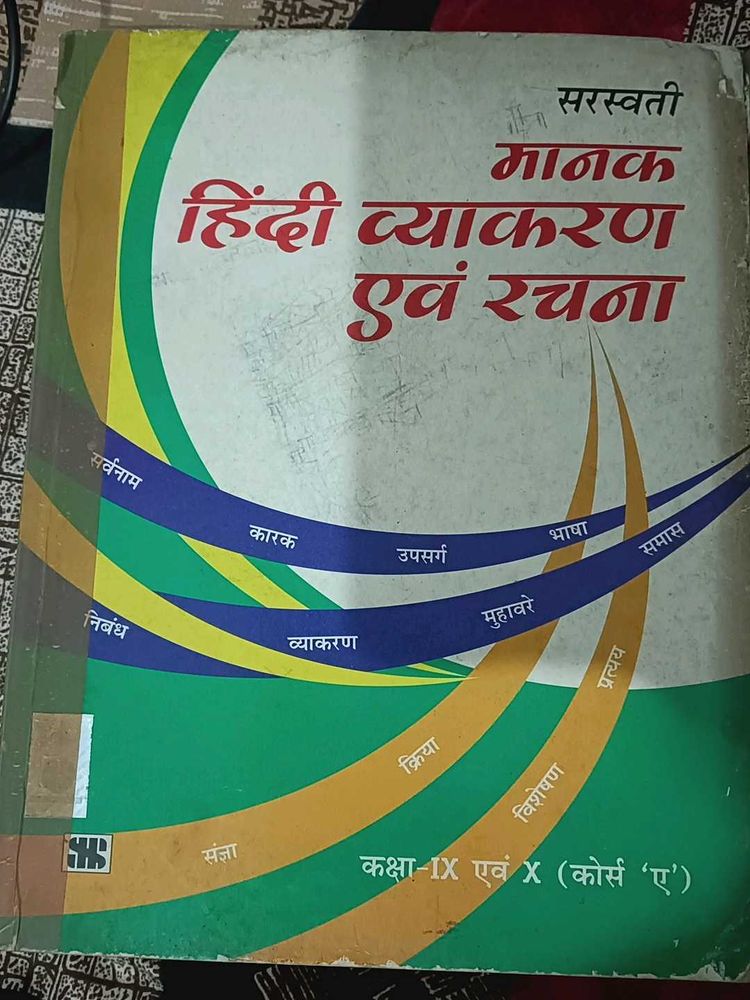 सरस्वती
मानक
हिंदी व्याकरण
एवं रचना
सर्वनाम
कारक
उपसर्ग
भाषा
समास
निबंध
व्याकरण
मुहावरे
प्रत्यय
क्रिया
विशेषण
संज्ञा
कक्षा-IX एवं X (कोर्स ‘ए’)